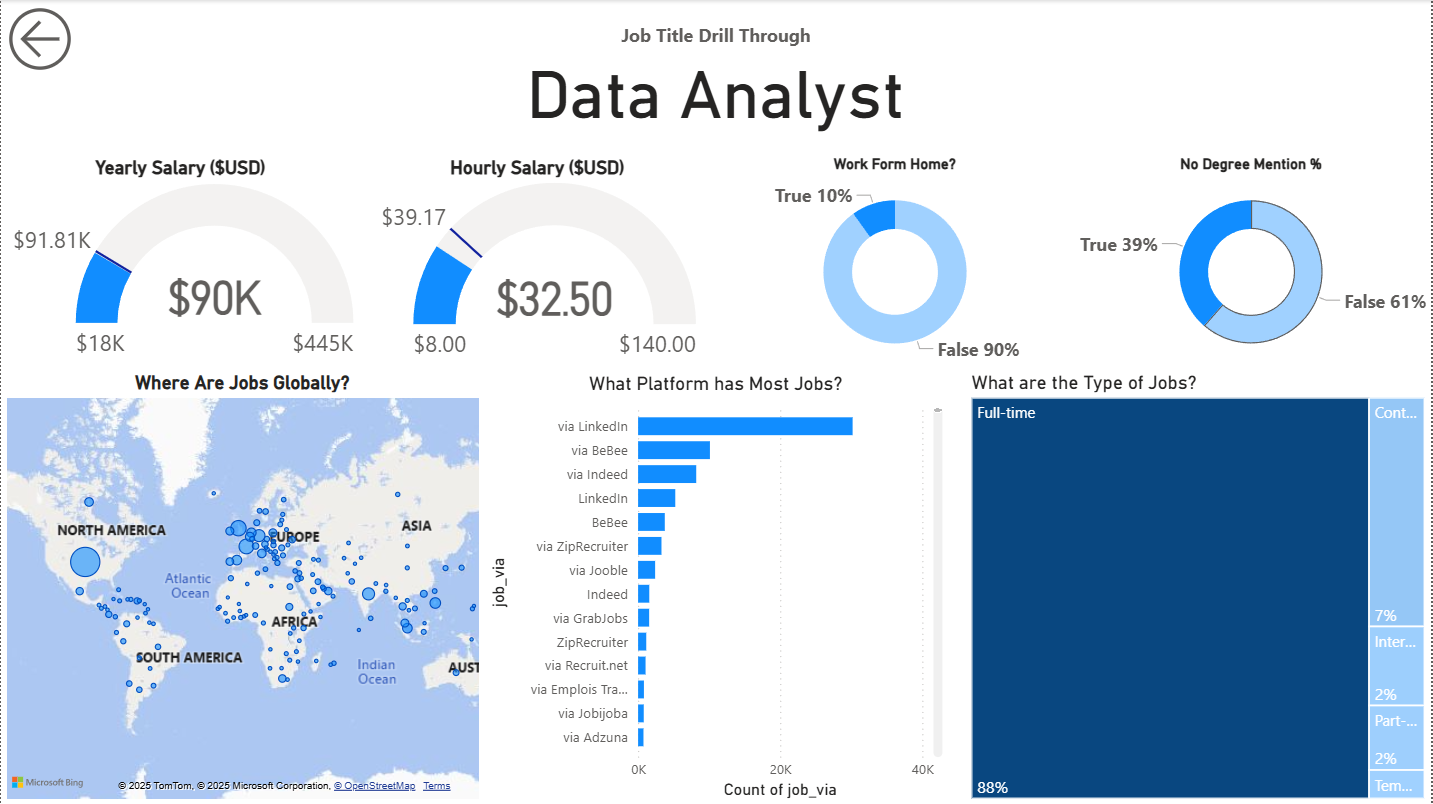 Job Title Drill Through
Data Analyst
Yearly Salary ($USD)
$91.81K
$90K
$18K
$445K
Hourly Salary ($USD)
$39.17
$32.50
$8.00
$140.00
Work Form Home?
True 10%
False 90%
No Degree Mention %
True 39%
False 61%
Where Are Jobs Globally?
NORTH AMERICA
EUROPE
ASIA
Atlantic
Ocean
AFRICA
SOUTH AMERICA
Indian
Ocean
AUST
Microsoft Bing
© 2025 TomTom, © 2025 Microsoft Corporation, © OpenStreetMap Terms
What Platform has Most Jobs?
job_via
via LinkedIn
via BeBee
via Indeed
LinkedIn
BeBee
via ZipRecruiter
via Jooble
Indeed
via GrabJobs
ZipRecruiter
via Recruit.net
via Emplois Tra...
via Jobijoba
via Adzuna
0K
20K
40K
Count of job_via
What are the Type of Jobs?
Full-time
88%
Cont...
7%
Inter...
2%
Part-...
2%
Tem...